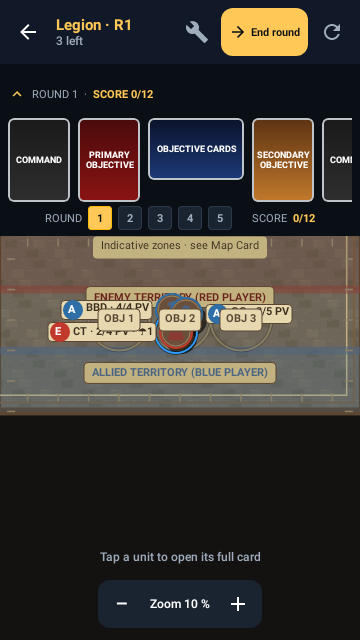 Legion · R1
3 left
End round
ROUND 1 · SCORE 0/12
COMMAND
PRIMARY
OBJECTIVE
OBJECTIVE CARDS
SECONDARY
OBJECTIVE
ROUND 1 2 3 4 5 SCORE 0/12
Indicative zones · see Map Card
ENEMY TERRITORY (RED PLAYER)
A
A /5 PV
OBJ 1 OBJ 2 OBJ 3
E CT · 2/4 PV · 1
ALLIED TERRITORY (BLUE PLAYER)
Tap a unit to open its full card
− Zoom 10 % +